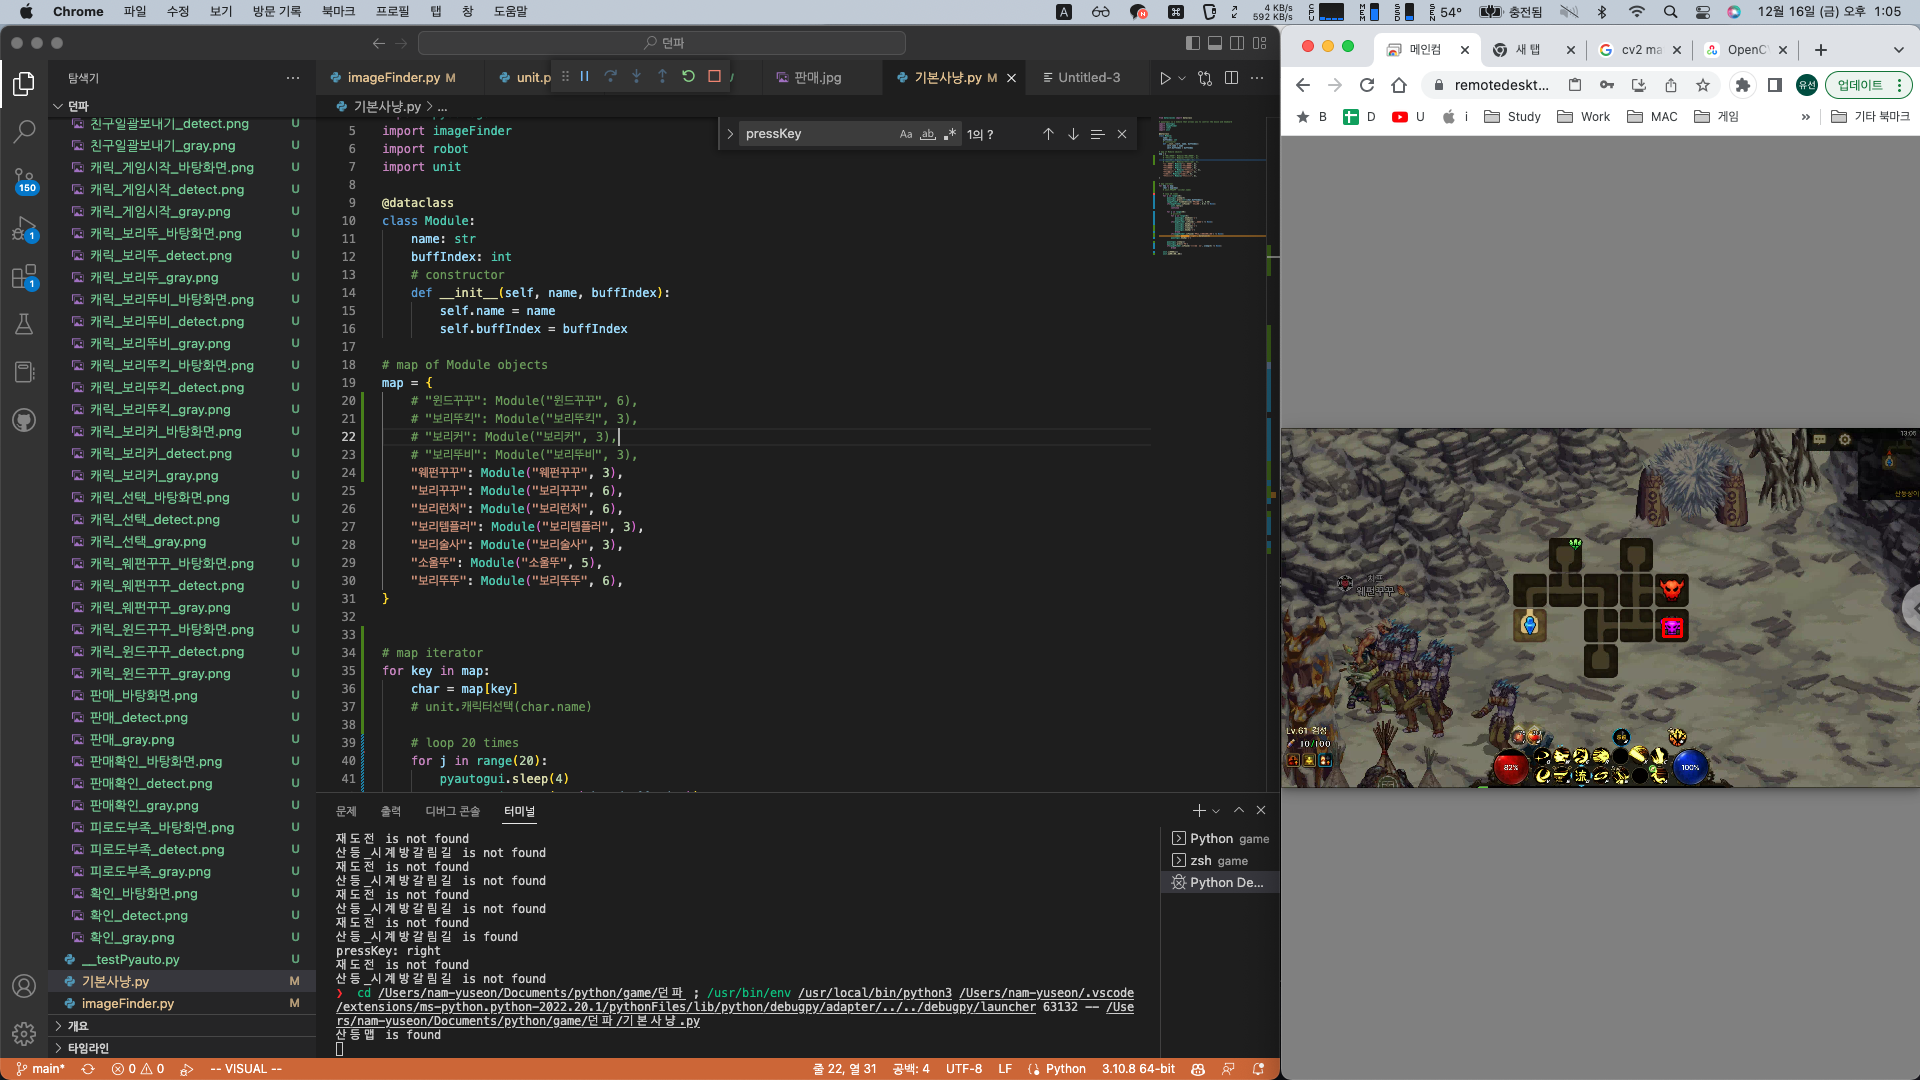 Chrome 파일 수정 보기 방문 기록 북마크 프로필 탭 창 도움말
4 KB/s
592 KB/s
54° 충전됨 12월 16일 (금) 오후 1:05
던파
탐색기
던파
친구일괄보내기_detect.png U
친구일괄보내기_gray.png U
캐릭_게임시작_바탕화면.png U
캐릭_게임시작_detect.png U
캐릭_게임시작_gray.png U
캐릭_보리뚜_바탕화면.png U
캐릭_보리뚜_detect.png U
캐릭_보리뚜_gray.png U
캐릭_보리뚜비_바탕화면.png U
캐릭_보리뚜비_detect.png U
캐릭_보리뚜비_gray.png U
캐릭_보리뚜킥_바탕화면.png U
캐릭_보리뚜킥_detect.png U
캐릭_보리뚜킥_gray.png U
캐릭_보리커_바탕화면.png U
캐릭_보리커_detect.png U
캐릭_보리커_gray.png U
캐릭_선택_바탕화면.png U
캐릭_선택_detect.png U
캐릭_선택_gray.png U
캐릭_웨펀꾸꾸_바탕화면.png U
캐릭_웨펀꾸꾸_detect.png U
캐릭_웨펀꾸꾸_gray.png U
캐릭_윈드꾸꾸_바탕화면.png U
캐릭_윈드꾸꾸_detect.png U
캐릭_윈드꾸꾸_gray.png U
판매_바탕화면.png U
판매_detect.png U
판매_gray.png U
판매확인_바탕화면.png U
판매확인_detect.png U
판매확인_gray.png U
피로도부족_바탕화면.png U
피로도부족_detect.png U
피로도부족_gray.png U
확인_바탕화면.png U
확인_detect.png U
확인_gray.png U
__testPyauto.py U
기본사냥.py M
imageFinder.py M
개요
타임라인
150
1
1
imageFinder.py M
unit.p
판매.jpg
기본사냥.py M
Untitled-3
기본사냥.py > ...
pressKey Aa ab 1의 ?
5 import imageFinder
6 import robot
7 import unit
8
9 @dataclass
10 class Module:
11 name: str
12 buffIndex: int
13 # constructor
14 def __init__(self, name, buffIndex):
15 self.name = name
16 self.buffIndex = buffIndex
17
18 # map of Module objects
19 map = {
20 # "윈드꾸꾸": Module("윈드꾸꾸", 6),
21 # "보리뚜킥": Module("보리뚜킥", 3),
22 # "보리커": Module("보리커", 3),
23 # "보리뚜비": Module("보리뚜비", 3),
24 "웨펀꾸꾸": Module("웨펀꾸꾸", 3),
25 "보리꾸꾸": Module("보리꾸꾸", 6),
26 "보리런처": Module("보리런처", 6),
27 "보리템플러": Module("보리템플러", 3),
28 "보리술사": Module("보리술사", 3),
29 "소울뚜": Module("소울뚜", 5),
30 "보리뚜뚜": Module("보리뚜뚜", 6),
31 }
32
33
34 # map iterator
35 for key in map:
36 char = map[key]
37 # unit.캐릭터선택(char.name)
38
39 # loop 20 times
40 for j in range(20):
41 pyautogui.sleep(4)
문제 출력 디버그 콘솔 터미널
재도전 is not found
산등_시계방갈림길 is not found
재도전 is not found
산등_시계방갈림길 is not found
재도전 is not found
산등_시계방갈림길 is not found
재도전 is not found
산등_시계방갈림길 is found
pressKey: right
재도전 is not found
산등_시계방갈림길 is not found
cd /Users/nam-yuseon/Documents/python/game/던파 ; /usr/bin/env /usr/local/bin/python3 /Users/nam-yuseon/.vscode
/extensions/ms-python.python-2022.20.1/pythonFiles/lib/python/debugpy/adapter/../../debugpy/launcher 63132 -- /Use
rs/nam-yuseon/Documents/python/game/던파/기본사냥.py
산등맵 is found
Python game
zsh game
Python De...
main* 0 0 -- VISUAL -- 줄 22, 열 31 공백: 4 UTF-8 LF Python 3.10.8 64-bit
메인컴
새 탭
cv2 ma
OpenCV
remotedeskt...
유선
업데이트
B D U i Study Work MAC 게임 » 기타 북마크
13:05
웨펀꾸꾸
Lv.61 검성
10/100
82%
100%